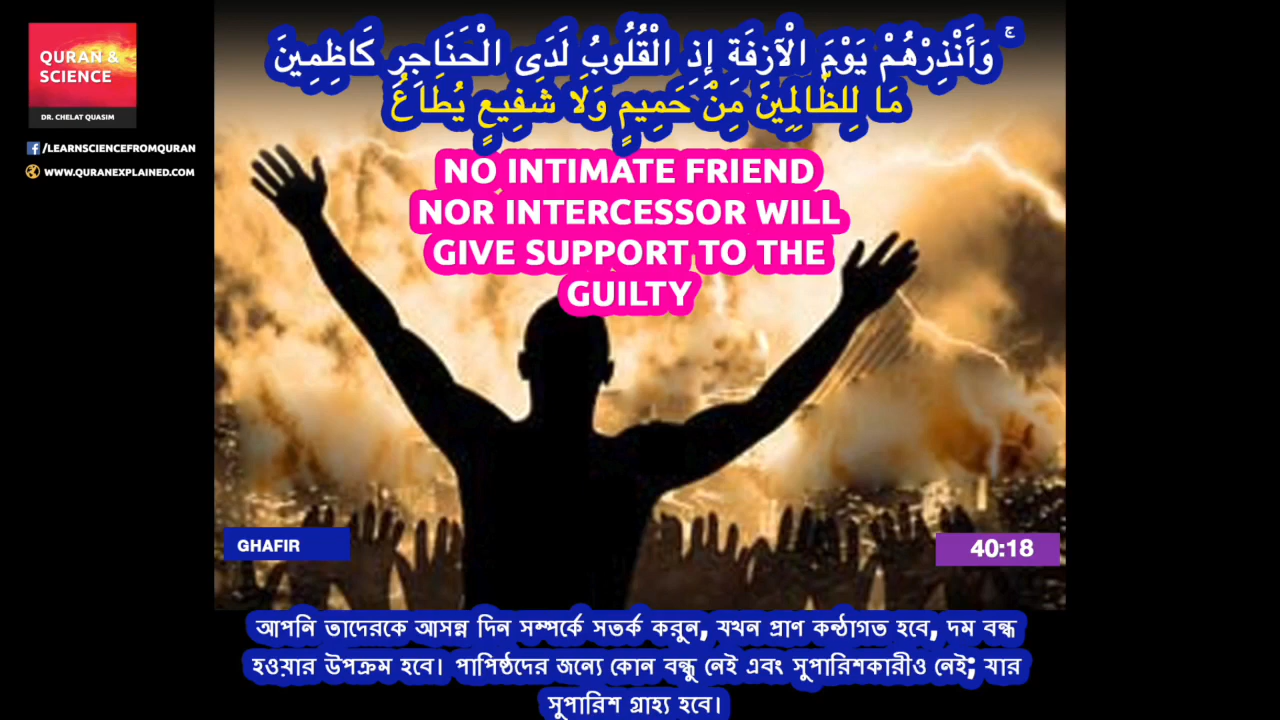 QURAN &
SCIENCE
DR. CHELAT QUASIM
/LEARNSCIENCEFROMQURAN
WWW.QURANEXPLAINED.COM
وَأَنْذِرْهُمْ يَوْمَ الْآزِفَةِ إِذِ الْقُلُوبُ لَدَى الْحَنَاجِرِ كَاظِمِينَ ۚ
مَا لِلظَّالِمِينَ مِنْ حَمِيمٍ وَلَا شَفِيعٍ يُطَاعُ
NO INTIMATE FRIEND
NOR INTERCESSOR WILL
GIVE SUPPORT TO THE
GUILTY
GHAFIR
40:18
আপনি তাদেরকে আসন্ন দিন সম্পর্কে সতর্ক করুন, যখন প্রাণ কন্ঠাগত হবে, দম বন্ধ
হওয়ার উপক্রম হবে। পাপিষ্ঠদের জন্যে কোন বন্ধু নেই এবং সুপারিশকারীও নেই; যার
সুপারিশ গ্রাহ্য হবে।